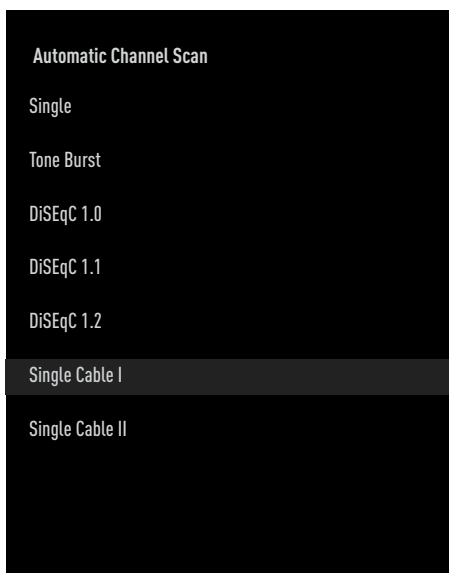 Automatic Channel Scan
Single
Tone Burst
DiSEqC 1.0
DiSEqC 1.1
DiSEqC 1.2
Single Cable I
Single Cable II